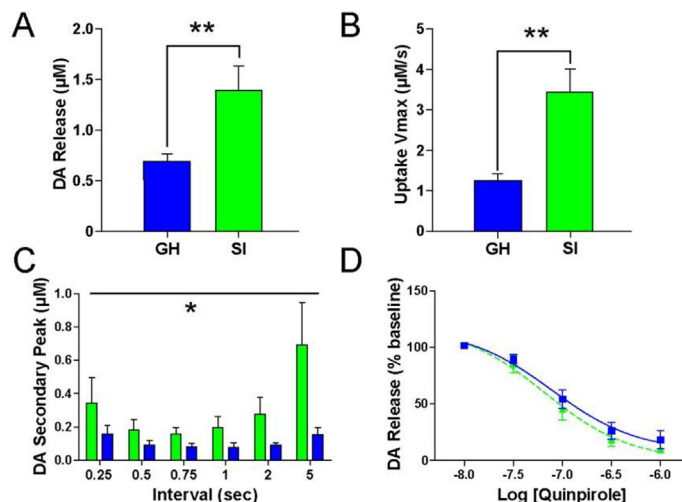 A
DA Release (µM)
2.0
1.5
1.0
0.5
0
**
GH
SI
B
Uptake Vmax (µM/s)
5
4
3
2
1
0
**
GH
SI
C
DA Secondary Peak (µM)
1.0
0.8
0.6
0.4
0.2
0.0
*
0.25
0.5
0.75
1
2
5
Interval (sec)
D
DA Release (% baseline)
150
100
50
0
-8.0
-7.5
-7.0
-6.5
-6.0
Log [Quinpirole]